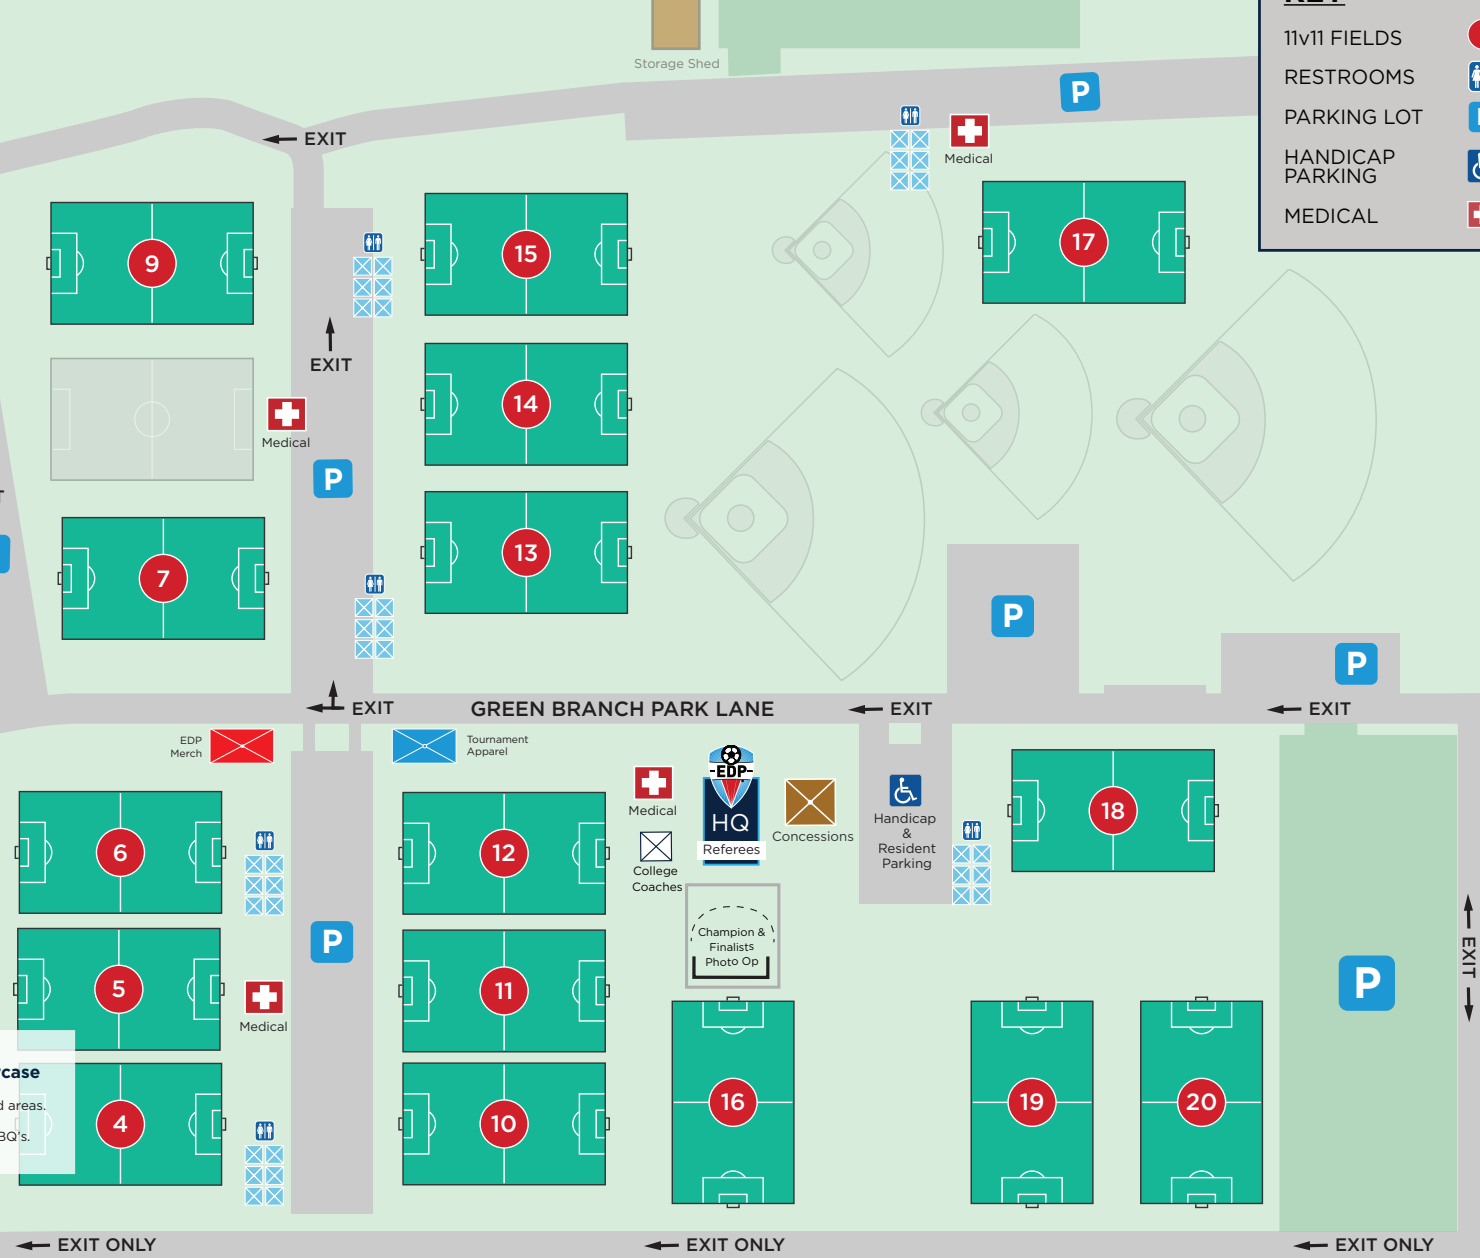 KEY
11v11 FIELDS
RESTROOMS
PARKING LOT
HANDICAP
PARKING
MEDICAL
Storage Shed
P
EXIT
Medical
9
15
17
EXIT
14
Medical
P
7
13
P
P
EXIT
GREEN BRANCH PARK LANE
EXIT
EXIT
EDP
Merch
Tournament
Apparel
EDP
HQ
Referees
Medical
College
Coaches
Concessions
Handicap
&
Resident
Parking
18
6
12
Champion &
Finalists
Photo Op
P
5
11
Medical
P
EXIT
case
d areas.
BQ's.
4
10
16
19
20
EXIT ONLY
EXIT ONLY
EXIT ONLY